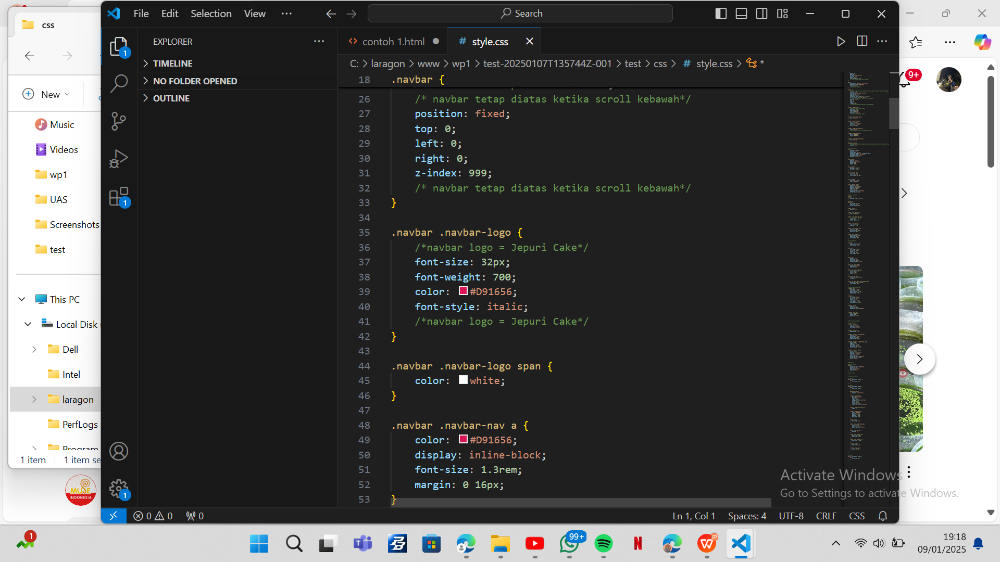 css
File Edit Selection View ···
Search
New
Music
Videos
wp1
UAS
Screenshots
test
This PC
Local Disk
Dell
Intel
laragon
PerfLogs
Program
1 item 1 item se
MUSE
INDONESIA
EXPLORER
TIMELINE
NO FOLDER OPENED
OUTLINE
1
1
1
contoh 1.html
# style.css
C: > laragon > www > wp1 > test-20250107T135744Z-001 > test > css > # style.css > *
18 .navbar {
26 /* navbar tetap diatas ketika scroll kebawah*/
27 position: fixed;
28 top: 0;
29 left: 0;
30 right: 0;
31 z-index: 999;
32 /* navbar tetap diatas ketika scroll kebawah*/
33 }
34
35 .navbar .navbar-logo {
36 /*navbar logo = Jepuri Cake*/
37 font-size: 32px;
38 font-weight: 700;
39 color: #D91656;
40 font-style: italic;
41 /*navbar logo = Jepuri Cake*/
42 }
43
44 .navbar .navbar-logo span {
45 color: white;
46 }
47
48 .navbar .navbar-nav a {
49 color: #D91656;
50 display: inline-block;
51 font-size: 1.3rem;
52 margin: 0 16px;
53 }
9+
Activate Windows
Go to Settings to activate Windows.
0 0 0
Ln 1, Col 1 Spaces: 4 UTF-8 CRLF CSS
1
99+
19:18
09/01/2025